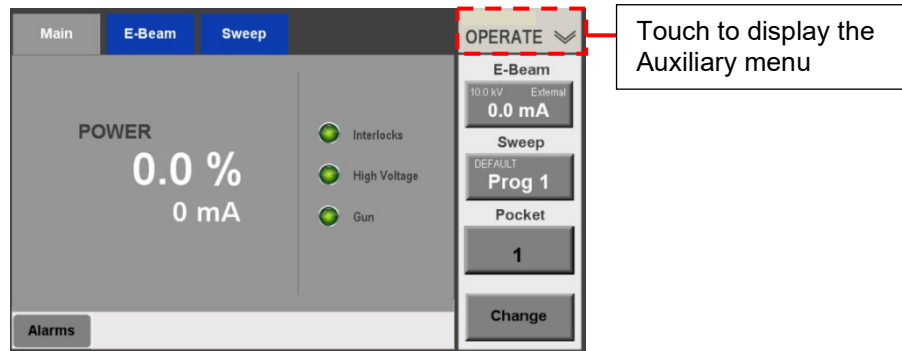 Main
E-Beam
Sweep
OPERATE
Touch to display the
Auxiliary menu
POWER
0.0 %
0 mA
Interlocks
High Voltage
Gun
E-Beam
10.0 kV External
0.0 mA
Sweep
DEFAULT
Prog 1
Pocket
1
Change
Alarms